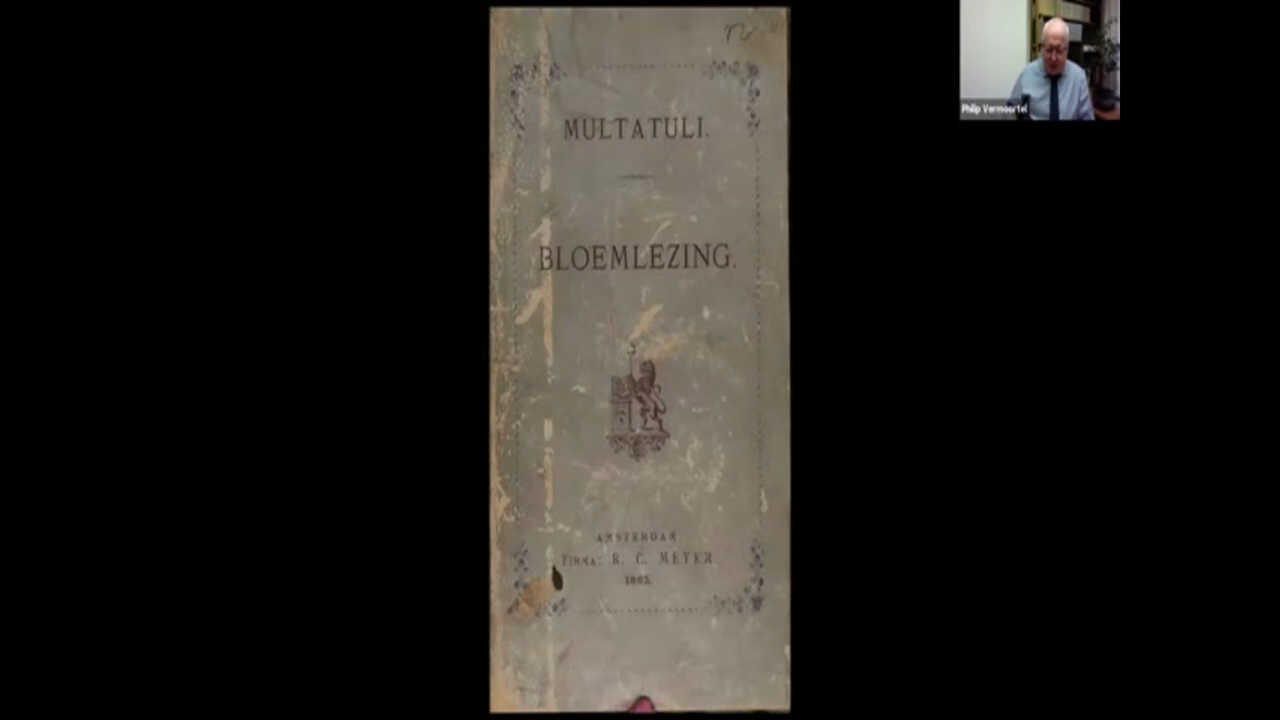 MULTATULI.
BLOEMLEZING.
AMSTERDAM
FIRMA: R. C. MEYER.
1865.
Philip Vermoortel